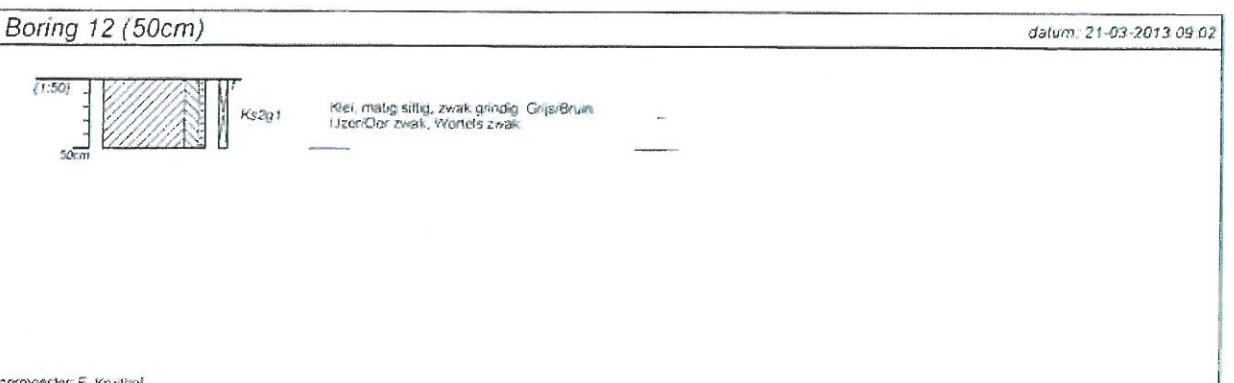 Boring 12 (50cm)
datum: 21-03-2013 09:02
(1:50)
Ks2g1
Klei, matig siltig, zwak grindig. Grijs/Bruin
IJzer/Oer zwak, Wortels zwak
50cm